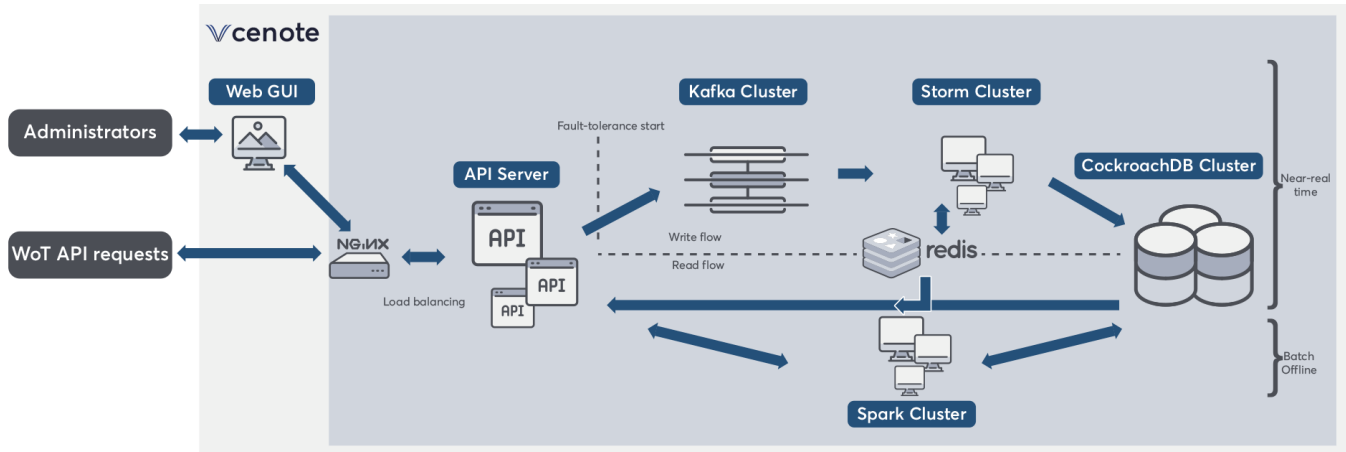 cenote
Web GUI
Kafka Cluster
Storm Cluster
Administrators
Fault-tolerance start
API Server
CockroachDB Cluster
Near-real
time
API
NGINX
WoT API requests
Write flow
redis
Read flow
API
Load balancing
API
Batch
Offline
Spark Cluster